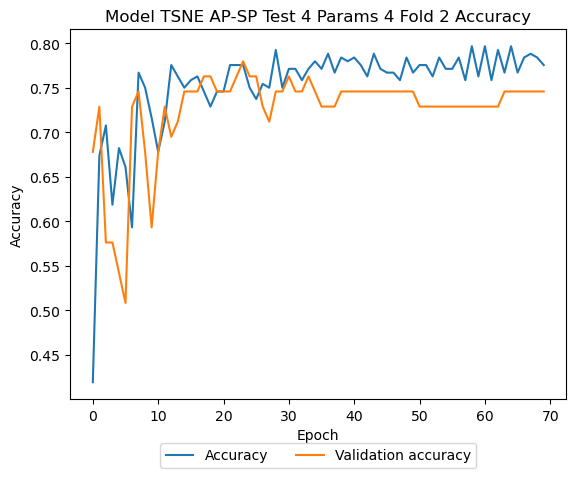 Model TSNE AP-SP Test 4 Params 4 Fold 2 Accuracy
0.80
0.75
0.70
0.65
0.60
0.55
0.50
0.45
Accuracy
0 10 20 30 40 50 60 70
Epoch
Accuracy Validation accuracy